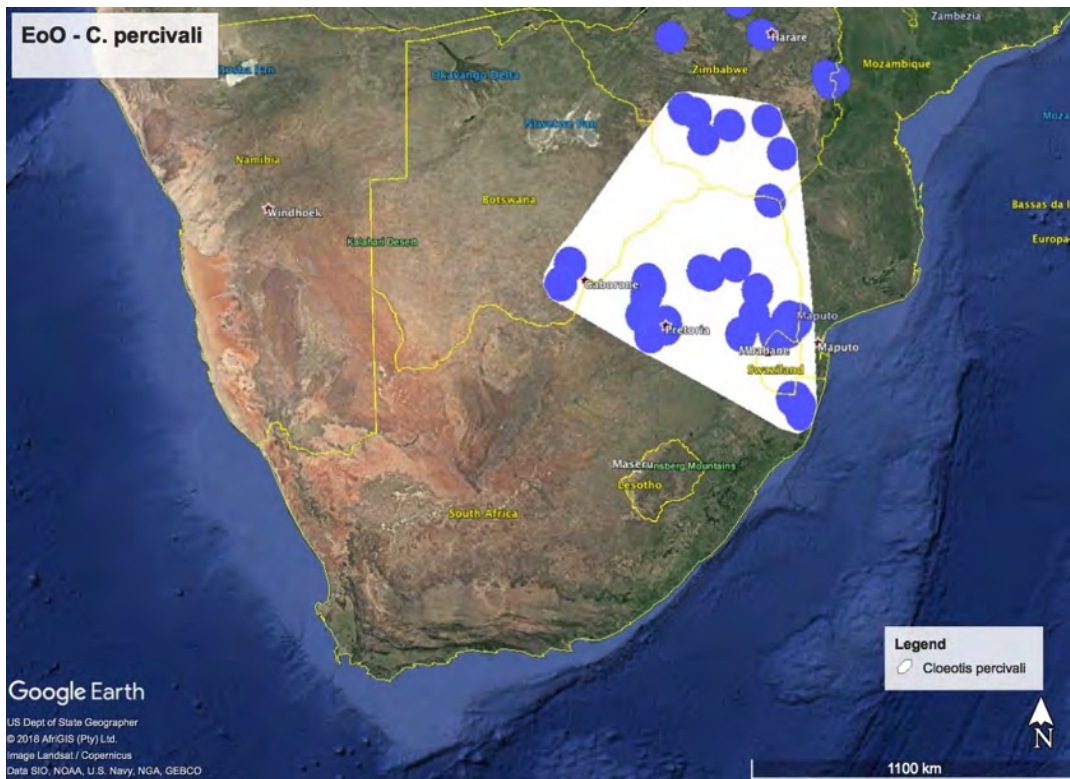 EoO - C. percivali
Zambezia
Harare
Okavango Delta
Zimbabwe
Mozambique
Namibia
Botswana
Bassas da I
Windhoek
Kalahari Desert
Europa
Gaborone
Maputo
Pretoria
Mbabane
Maputo
Swaziland
Maseru
nsberg Mountains
Lesotho
South Africa
Legend
Cloeotis percivali
Google Earth
US Dept of State Geographer
© 2018 AfriGIS (Pty) Ltd.
Image Landsat / Copernicus
Data SIO, NOAA, U.S. Navy, NGA, GEBCO
N
1100 km